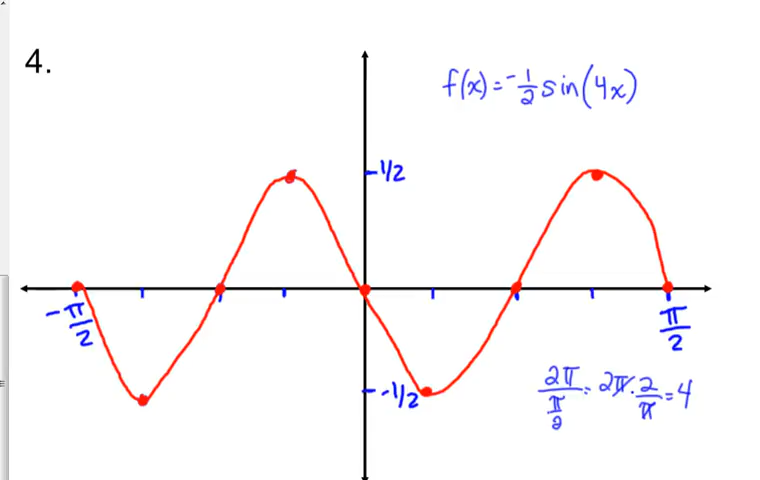 4.
f(x)=-1/2 sin(4x)
-1/2
-π/2
π/2
-1/2
2π/(π/2) = 2π·2/π = 4